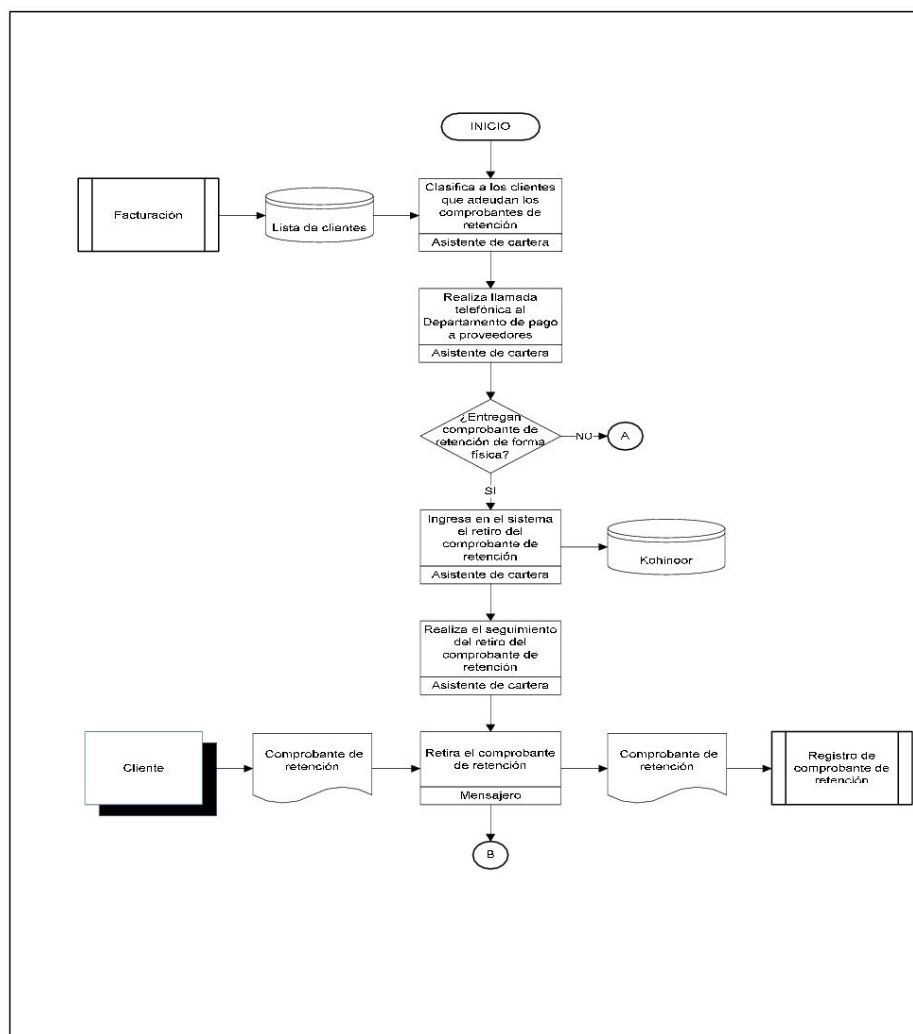 INICIO
Clasifica a los clientes
que adeudan los
comprobantes de
retención
Asistente de cartera
Facturación
Lista de clientes
Realiza llamada
telefónica al
Departamento de pago
a proveedores
Asistente de cartera
¿Entregan
comprobante de
retención de forma
física?
NO
A
SI
Ingresa en el sistema
el retiro del
comprobante de
retención
Asistente de cartera
Kohinoor
Realiza el seguimiento
del retiro del
comprobante de
retención
Asistente de cartera
Cliente
Comprobante de
retención
Retira el comprobante
de retención
Mensajero
Comprobante de
retención
Registro de
comprobante de
retención
B